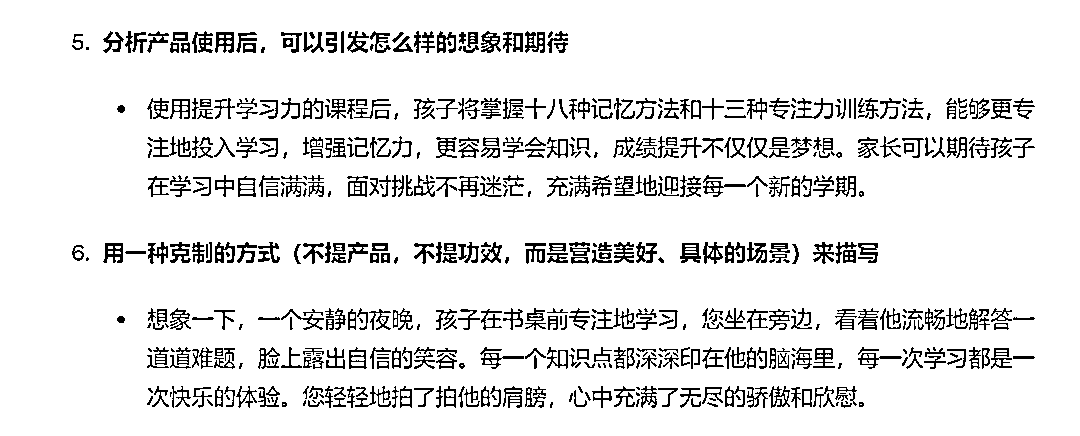 5. 分析产品使用后，可以引发怎么样的想象和期待
• 使用提升学习力的课程后，孩子将掌握十八种记忆方法和十三种专注力训练方法，能够更专
注地投入学习，增强记忆力，更容易学会知识，成绩提升不仅仅是梦想。家长可以期待孩子
在学习中自信满满，面对挑战不再迷茫，充满希望地迎接每一个新的学期。
6. 用一种克制的方式（不提产品，不提功效，而是营造美好、具体的场景）来描写
• 想象一下，一个安静的夜晚，孩子在书桌前专注地学习，您坐在旁边，看着他流畅地解答一
道道难题，脸上露出自信的笑容。每一个知识点都深深印在他的脑海里，每一次学习都是一
次快乐的体验。您轻轻地拍了拍他的肩膀，心中充满了无尽的骄傲和欣慰。